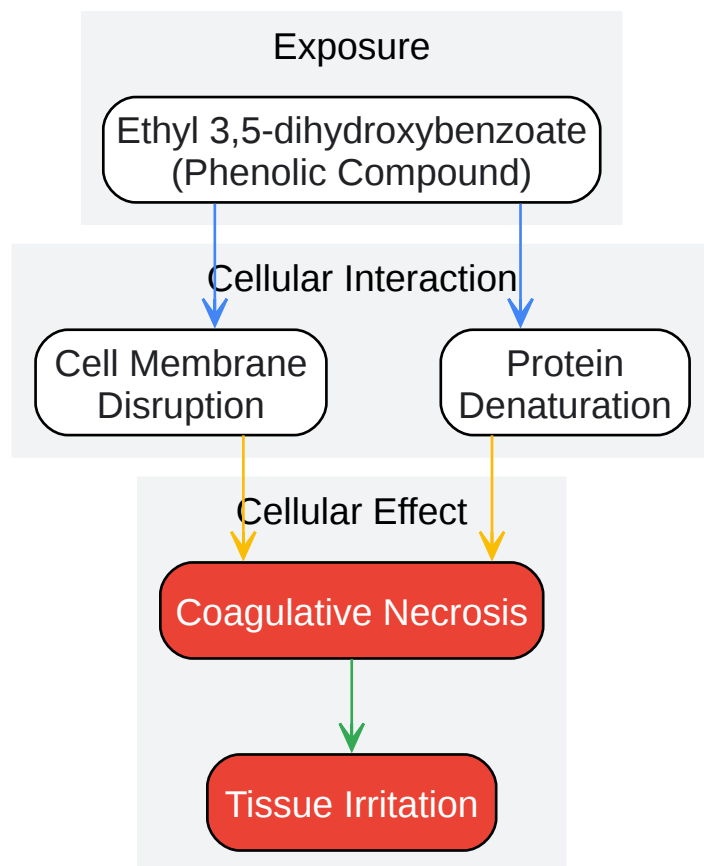 Exposure
Ethyl 3,5-dihydroxybenzoate
(Phenolic Compound)
Cellular Interaction
Cell Membrane
Disruption
Protein
Denaturation
Cellular Effect
Coagulative Necrosis
Tissue Irritation